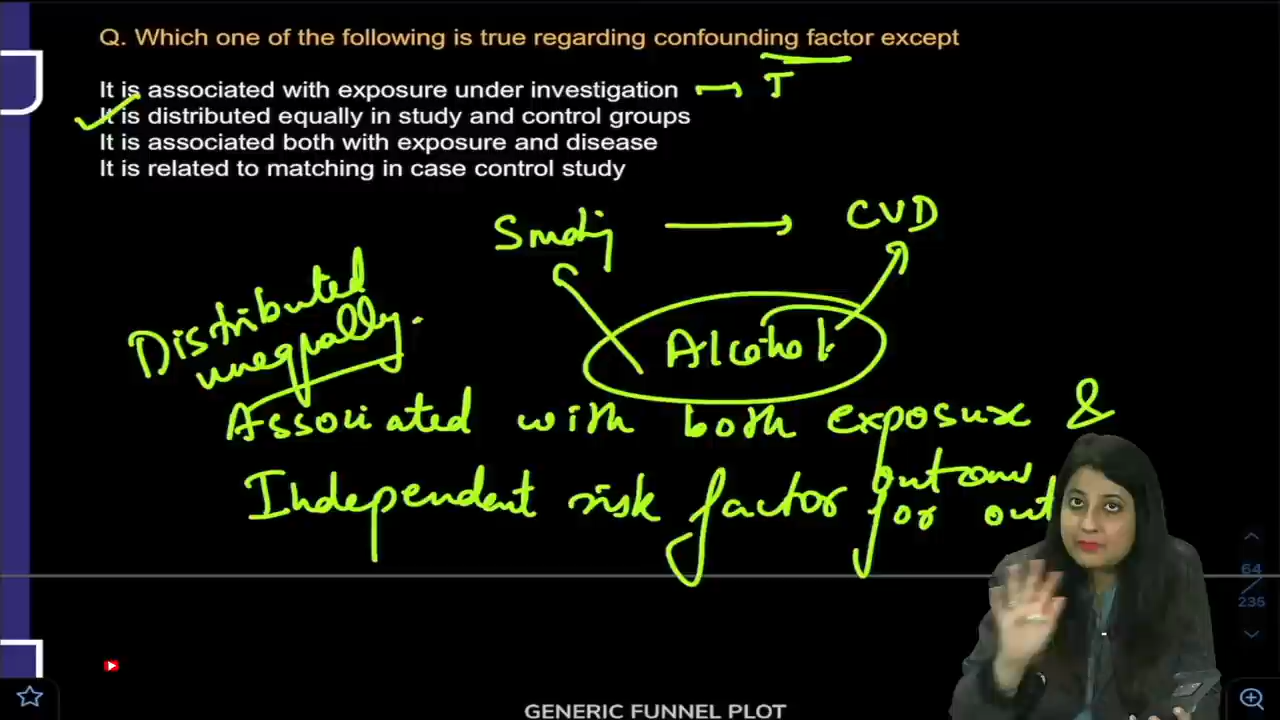 Q. Which one of the following is true regarding confounding factor except
It is associated with exposure under investigation → T
It is distributed equally in study and control groups
It is associated both with exposure and disease
It is related to matching in case control study
CVD
Distributed
unequally.
Alcohol
Associated with both exposure &
outcome
Independent risk factor for out
64
236
GENERIC FUNNEL PLOT